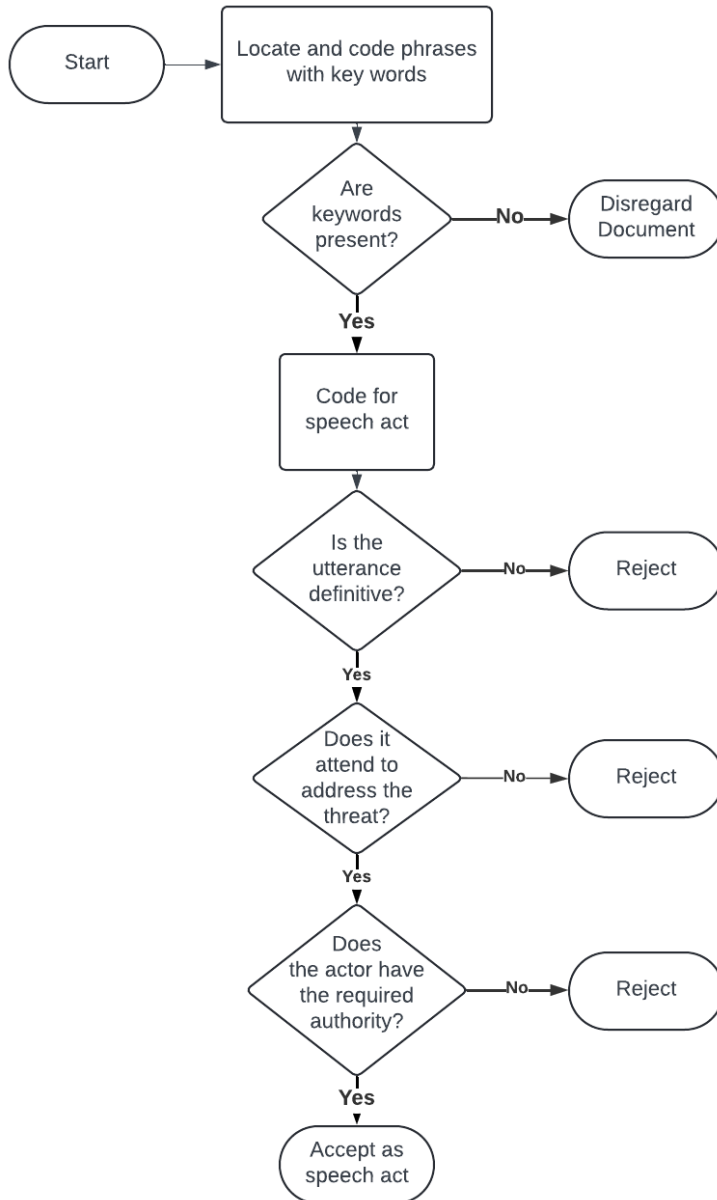 Start
Locate and code phrases
with key words
Are
keywords
present?
No
Disregard
Document
Yes
Code for
speech act
Is the
utterance
definitive?
No
Reject
Yes
Does it
attend to
address the
threat?
No
Reject
Yes
Does
the actor have
the required
authority?
No
Reject
Yes
Accept as
speech act